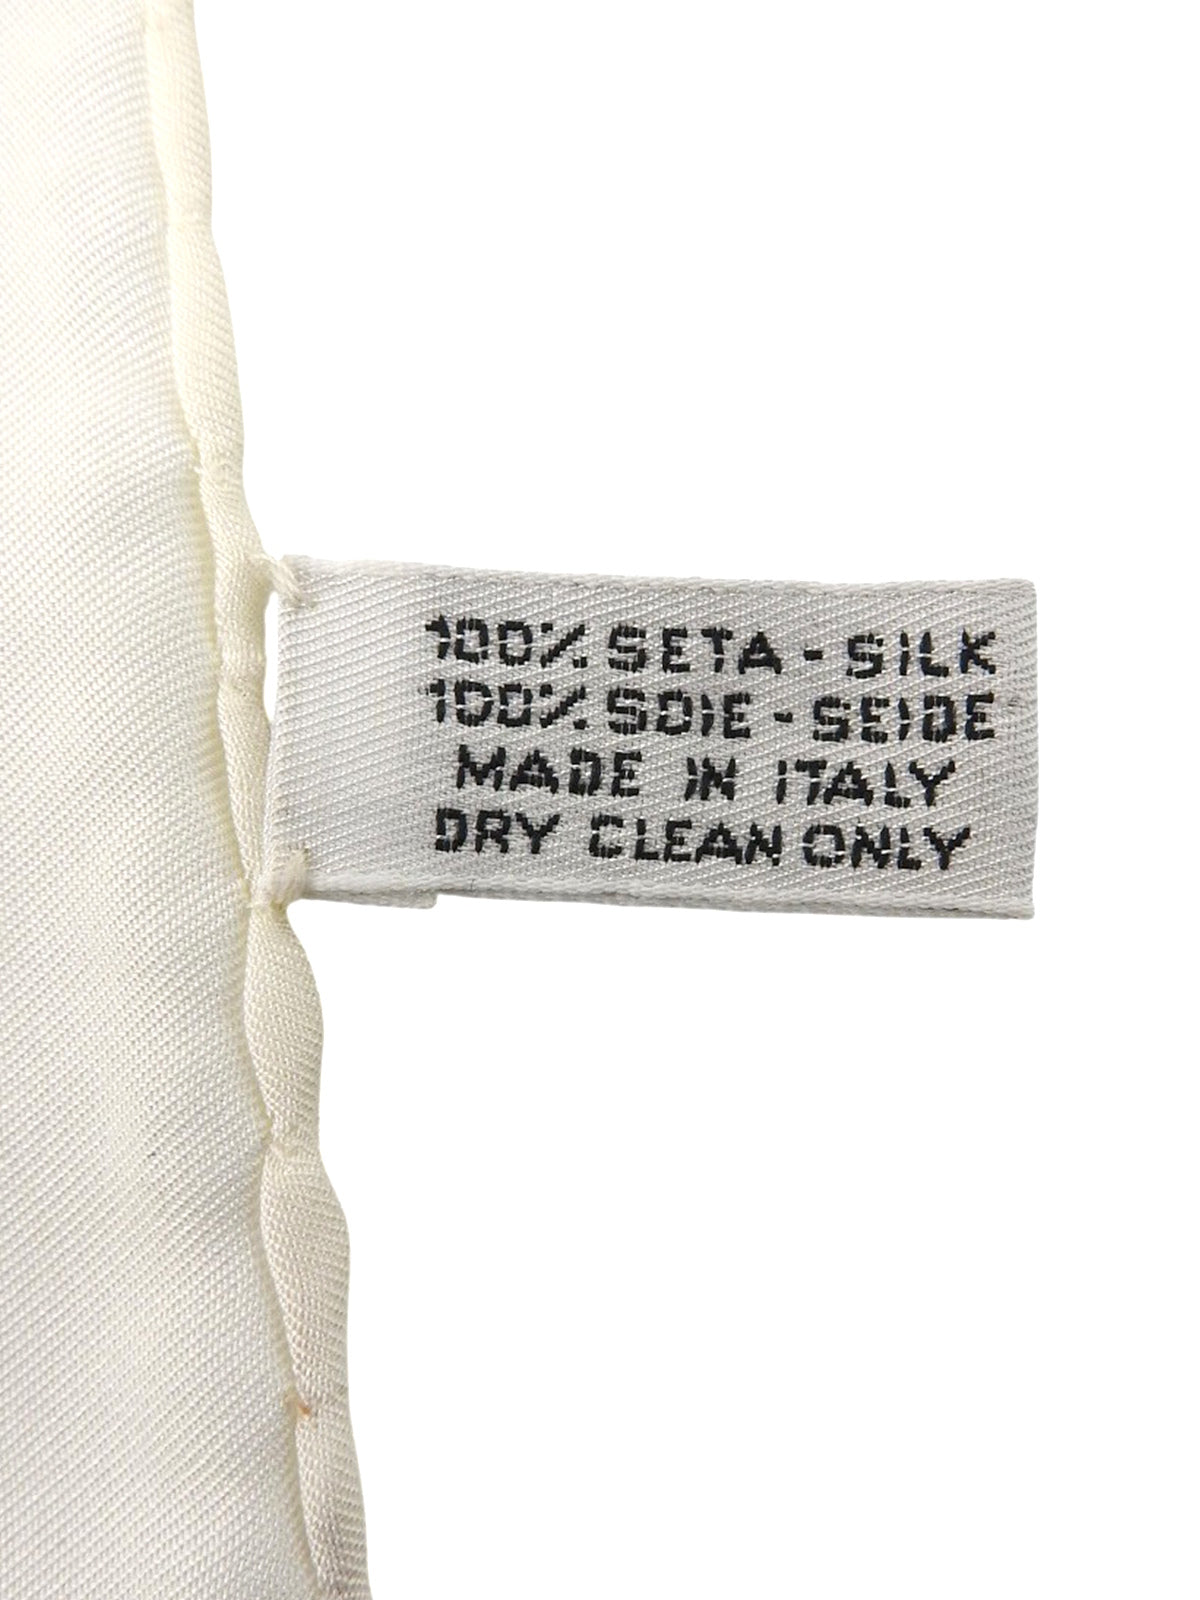 100% SETA - SILK
100% SOIE - SEIDE
MADE IN ITALY
DRY CLEAN ONLY